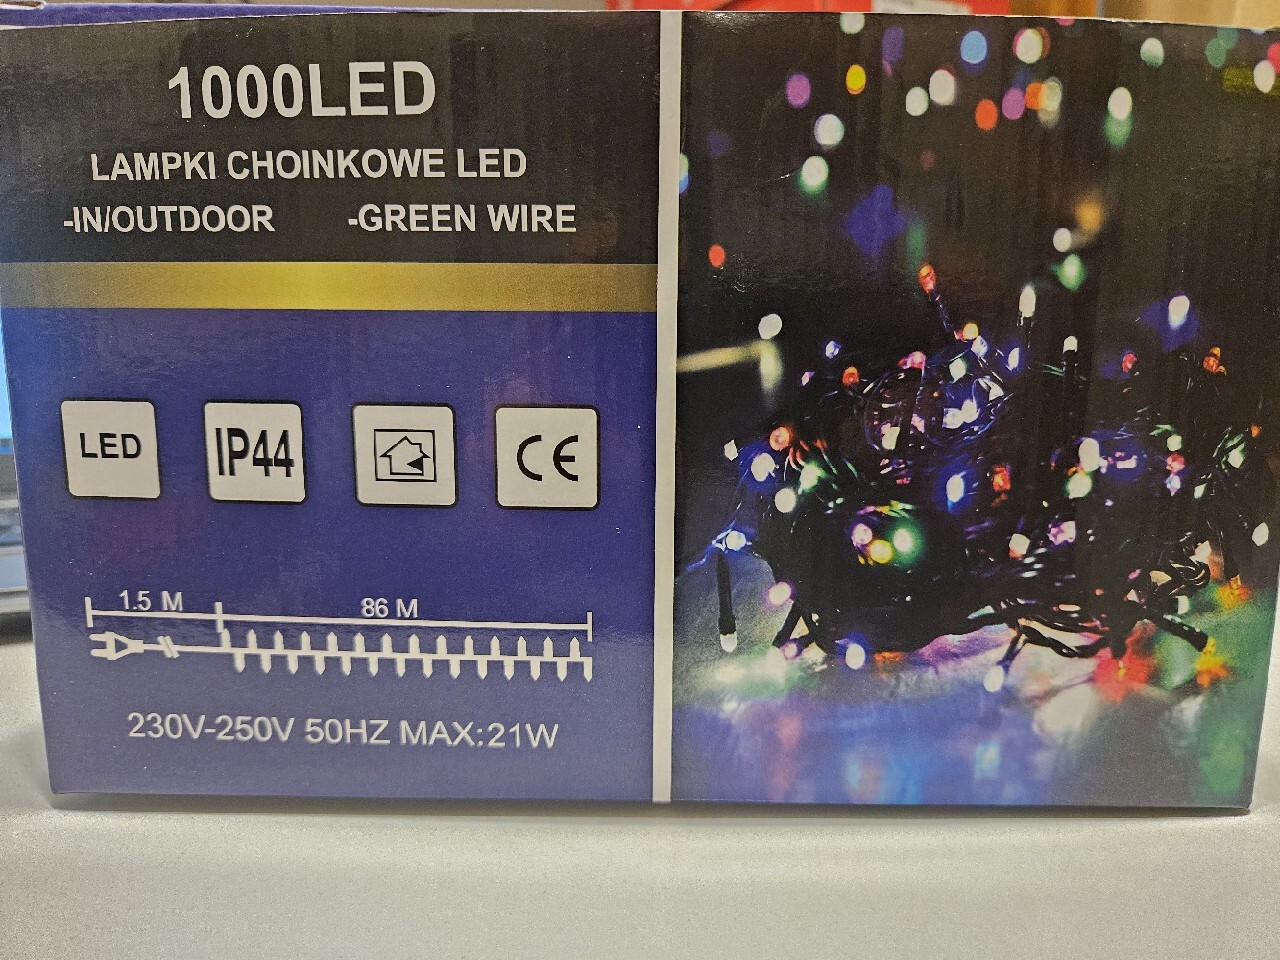 1000LED
LAMPKI CHOINKOWE LED
-IN/OUTDOOR -GREEN WIRE
LED IP44 CE
1.5 M 86 M
230V-250V 50HZ MAX:21W